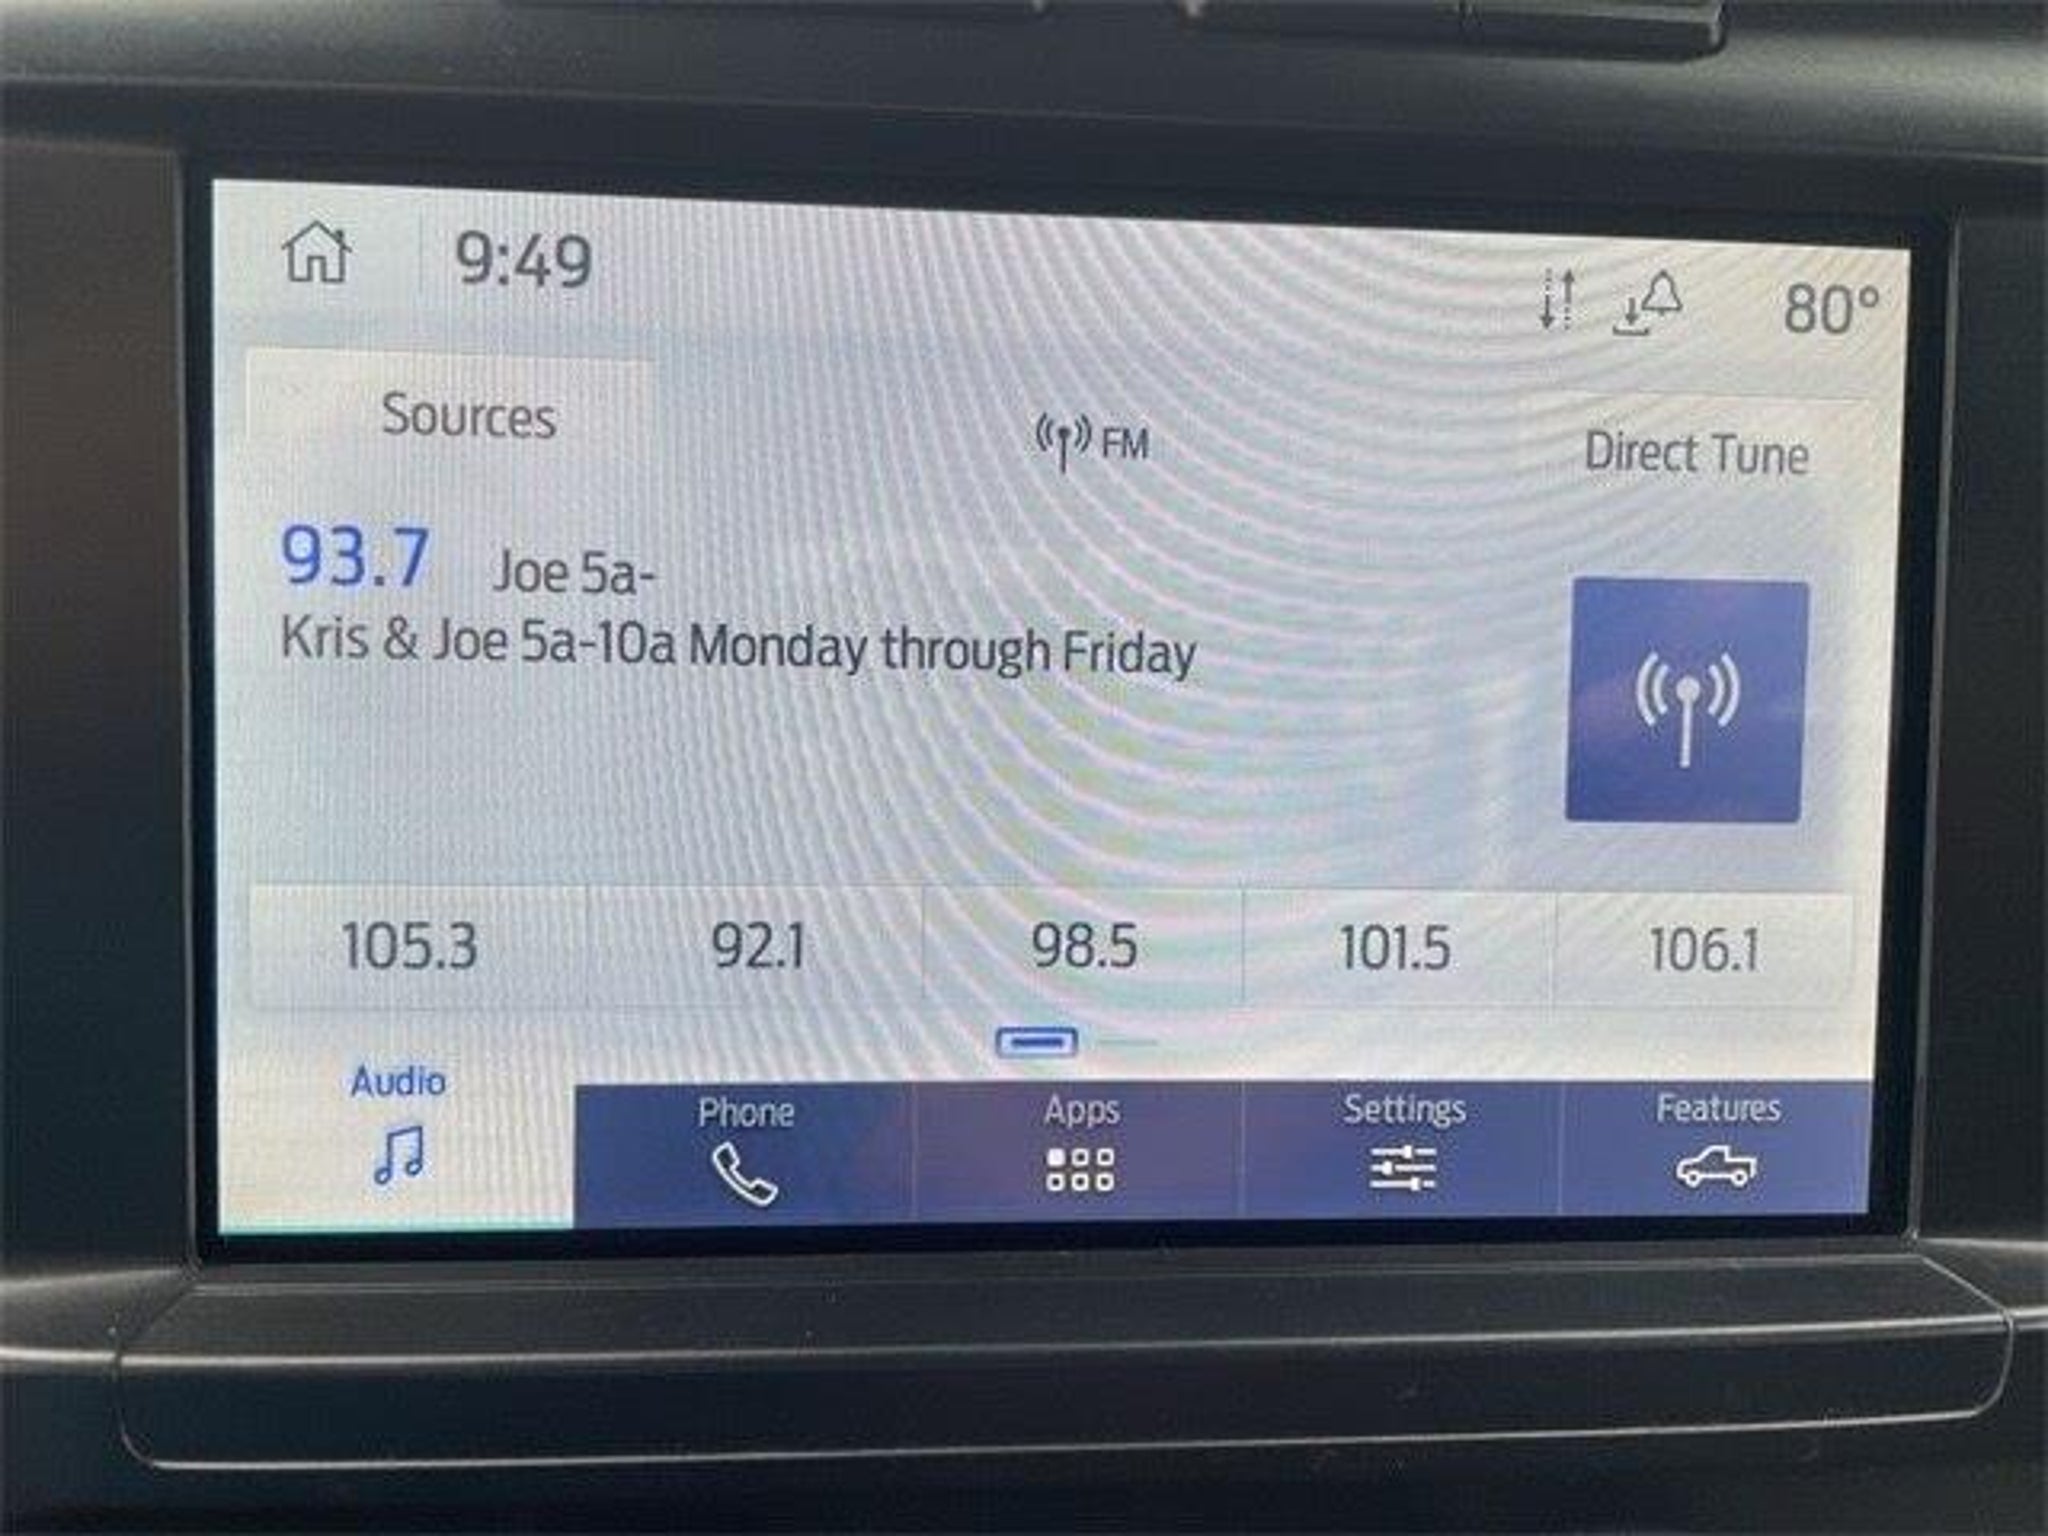 9:49
80°
Sources
FM
Direct Tune
93.7 Joe 5a-
Kris & Joe 5a-10a Monday through Friday
105.3 92.1 98.5 101.5 106.1
Audio Phone Apps Settings Features